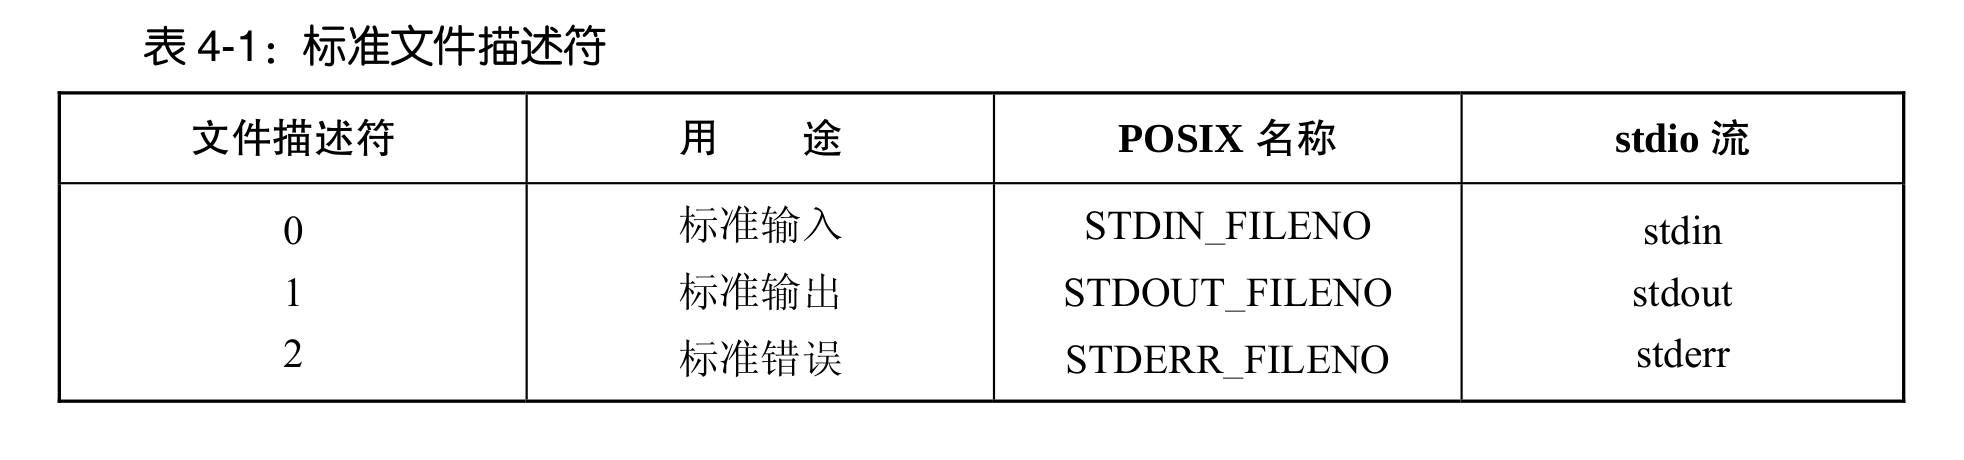 表 4-1：标准文件描述符
文件描述符 用 途 POSIX 名称 stdio 流
0 标准输入 STDIN_FILENO stdin
1 标准输出 STDOUT_FILENO stdout
2 标准错误 STDERR_FILENO stderr